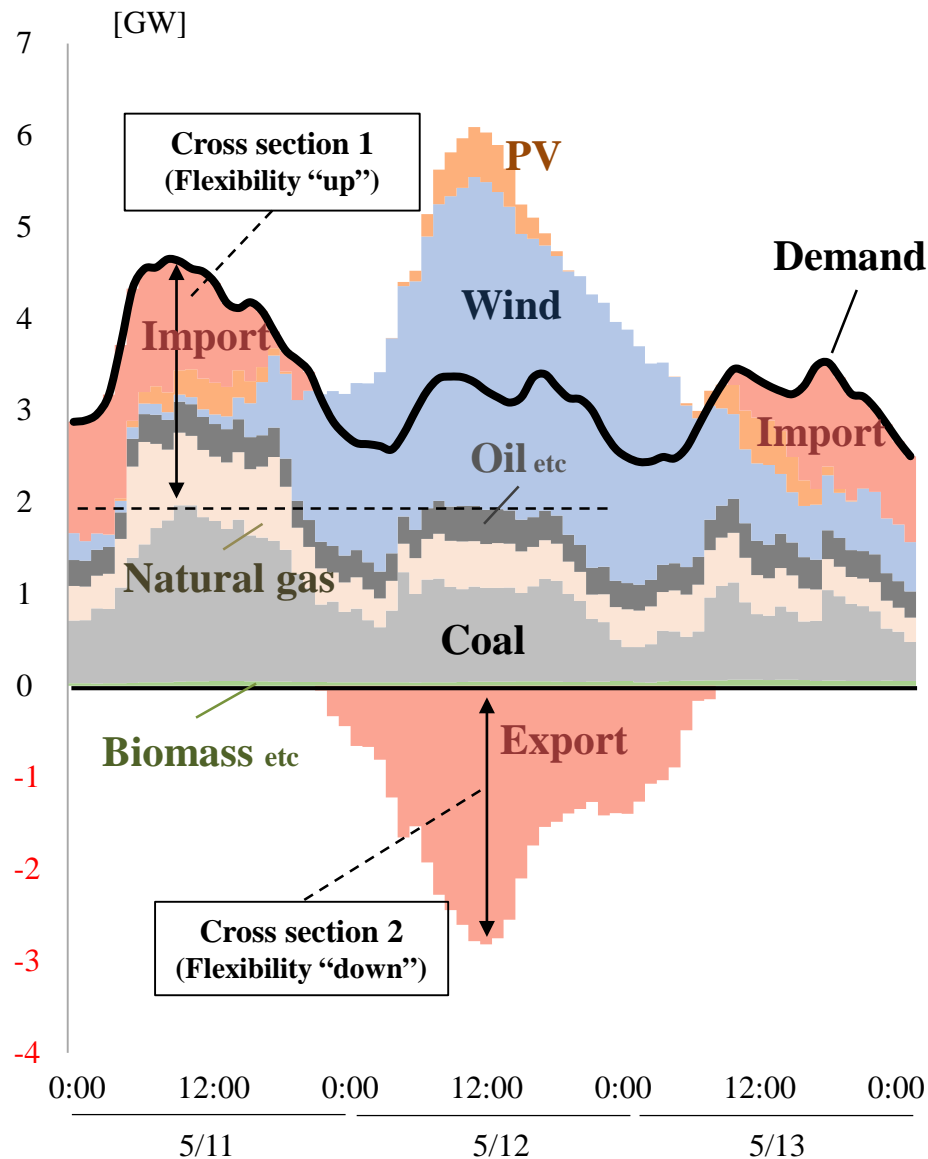 [GW]
7
6
5
4
3
2
1
0
-1
-2
-3
-4
Cross section 1
(Flexibility “up”)
PV
Demand
Wind
Import
Import
Oil etc
Natural gas
Coal
Biomass etc
Export
Cross section 2
(Flexibility “down”)
0:00 12:00 0:00 12:00 0:00 12:00 0:00
5/11 5/12 5/13